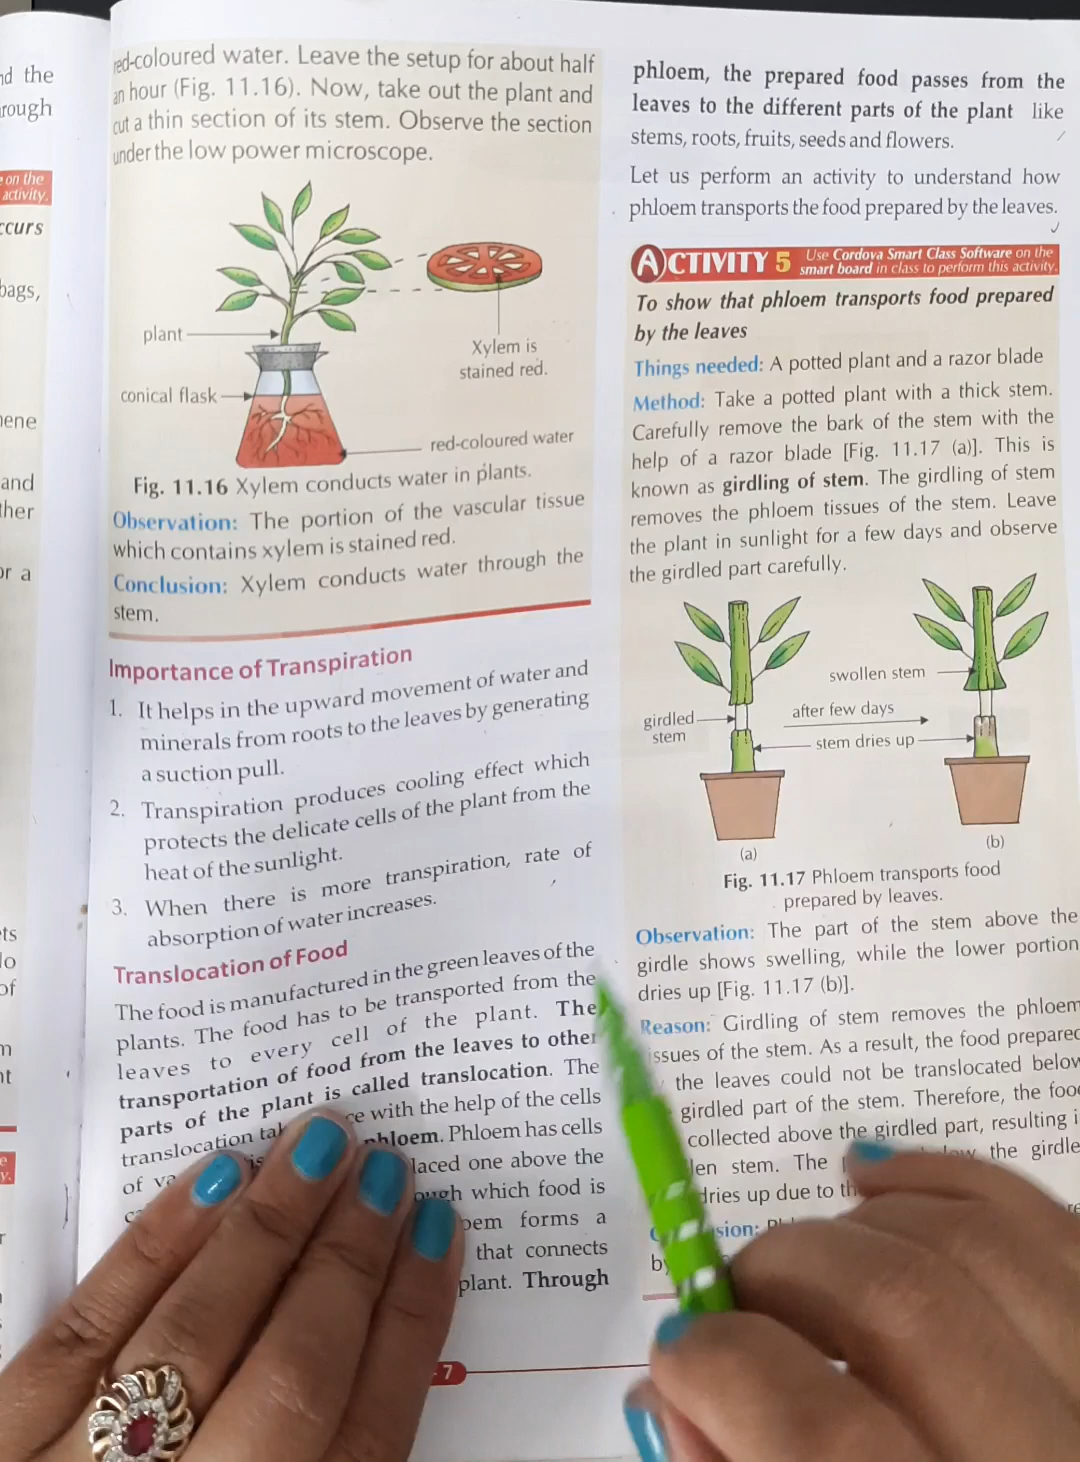 nd the
rough
on the
activity.
ccurs
bags,
nene
and
ther
or a
ets
of
red-coloured water. Leave the setup for about half
an hour (Fig. 11.16). Now, take out the plant and
cut a thin section of its stem. Observe the section
under the low power microscope.
plant
conical flask
Xylem is
stained red.
red-coloured water
Fig. 11.16 Xylem conducts water in plants.
Observation: The portion of the vascular tissue
which contains xylem is stained red.
Conclusion: Xylem conducts water through the
stem.
Importance of Transpiration
1. It helps in the upward movement of water and
minerals from roots to the leaves by generating
a suction pull.
2. Transpiration produces cooling effect which
protects the delicate cells of the plant from the
heat of the sunlight.
3. When there is more transpiration, rate of
absorption of water increases.
Translocation of Food
The food is manufactured in the green leaves of the
plants. The food has to be transported from the
leaves to every cell of the plant. The
transportation of food from the leaves to other
parts of the plant is called translocation. The
translocation ce with the help of the cells
of phloem. Phloem has cells
laced one above the
ough which food is
forms a
that connects
plant. Through
7
phloem, the prepared food passes from the
leaves to the different parts of the plant like
stems, roots, fruits, seeds and flowers.
Let us perform an activity to understand how
phloem transports the food prepared by the leaves.
ACTIVITY 5 Use Cordova Smart Class Software on the
smart board in class to perform this activity.
To show that phloem transports food prepared
by the leaves
Things needed: A potted plant and a razor blade
Method: Take a potted plant with a thick stem.
Carefully remove the bark of the stem with the
help of a razor blade [Fig. 11.17 (a)]. This is
known as girdling of stem. The girdling of stem
removes the phloem tissues of the stem. Leave
the plant in sunlight for a few days and observe
the girdled part carefully.
swollen stem
girdled
stem
after few days
stem dries up
(a)
(b)
Fig. 11.17 Phloem transports food
prepared by leaves.
Observation: The part of the stem above the
girdle shows swelling, while the lower portion
dries up [Fig. 11.17 (b)].
Reason: Girdling of stem removes the phloem
issues of the stem. As a result, the food prepared
the leaves could not be translocated below
girdled part of the stem. Therefore, the food
collected above the girdled part, resulting i
len stem. The the girdle
dries up due to th
sion: